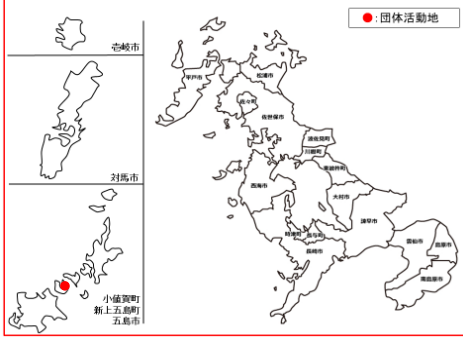 ●:団体活動地
壱岐市
対馬市
小値賀町
新上五島町
五島市
平戸市
松浦市
佐々町
佐世保市
波佐見町
川棚町
東彼杵町
西海市
大村市
時津町
長与町
諫早市
長崎市
雲仙市
島原市
南島原市